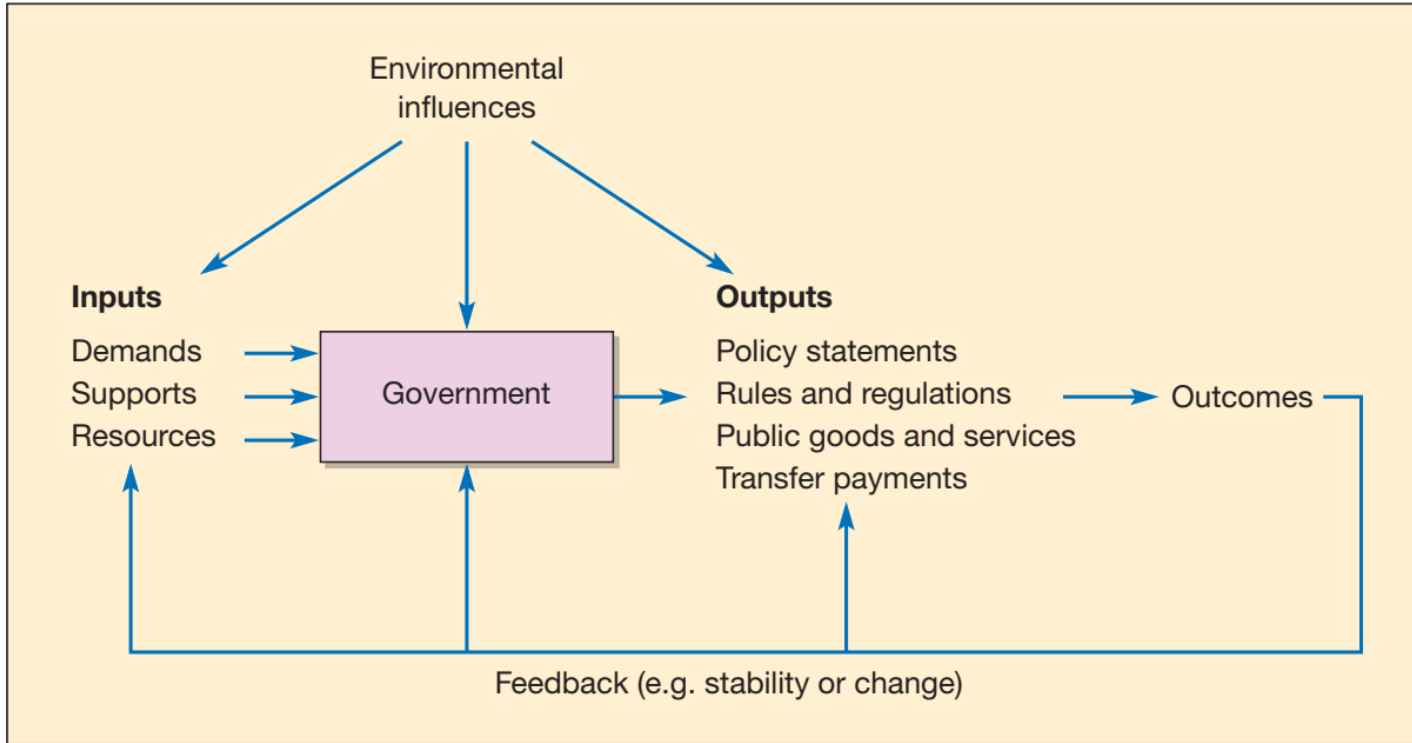 Environmental
influences
Inputs
Demands
Supports
Resources
Government
Outputs
Policy statements
Rules and regulations
Public goods and services
Transfer payments
Outcomes
Feedback (e.g. stability or change)